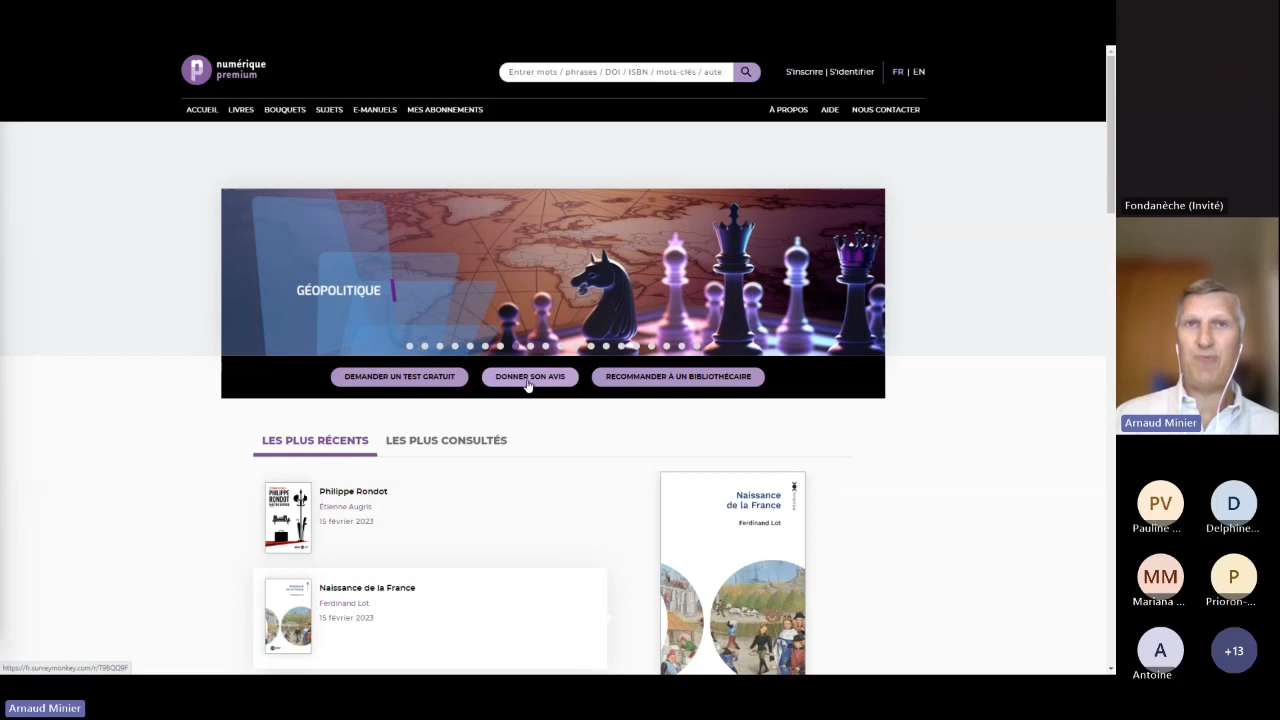 numérique
premium
Entrer mots / phrases / DOI / ISBN / mots-clés / aute
S'inscrire | S'identifier
FR | EN
ACCUEIL LIVRES BOUQUETS SUJETS E-MANUELS MES ABONNEMENTS
À PROPOS AIDE NOUS CONTACTER
GÉOPOLITIQUE
DEMANDER UN TEST GRATUIT
DONNER SON AVIS
RECOMMANDER À UN BIBLIOTHÉCAIRE
LES PLUS RÉCENTS LES PLUS CONSULTÉS
PHILIPPE
RONDOT
Philippe Rondot
Étienne Augris
15 février 2023
Naissance de la France
Ferdinand Lot
15 février 2023
Naissance
de la France
Ferdinand Lot
Fondanèche (Invité)
Arnaud Minier
PV
Pauline ...
D
Delphine...
MM
Mariana ...
P
Prioron-...
A
Antoine
+13
https://fr.surveymonkey.com/r/T9BQQ9F
Arnaud Minier